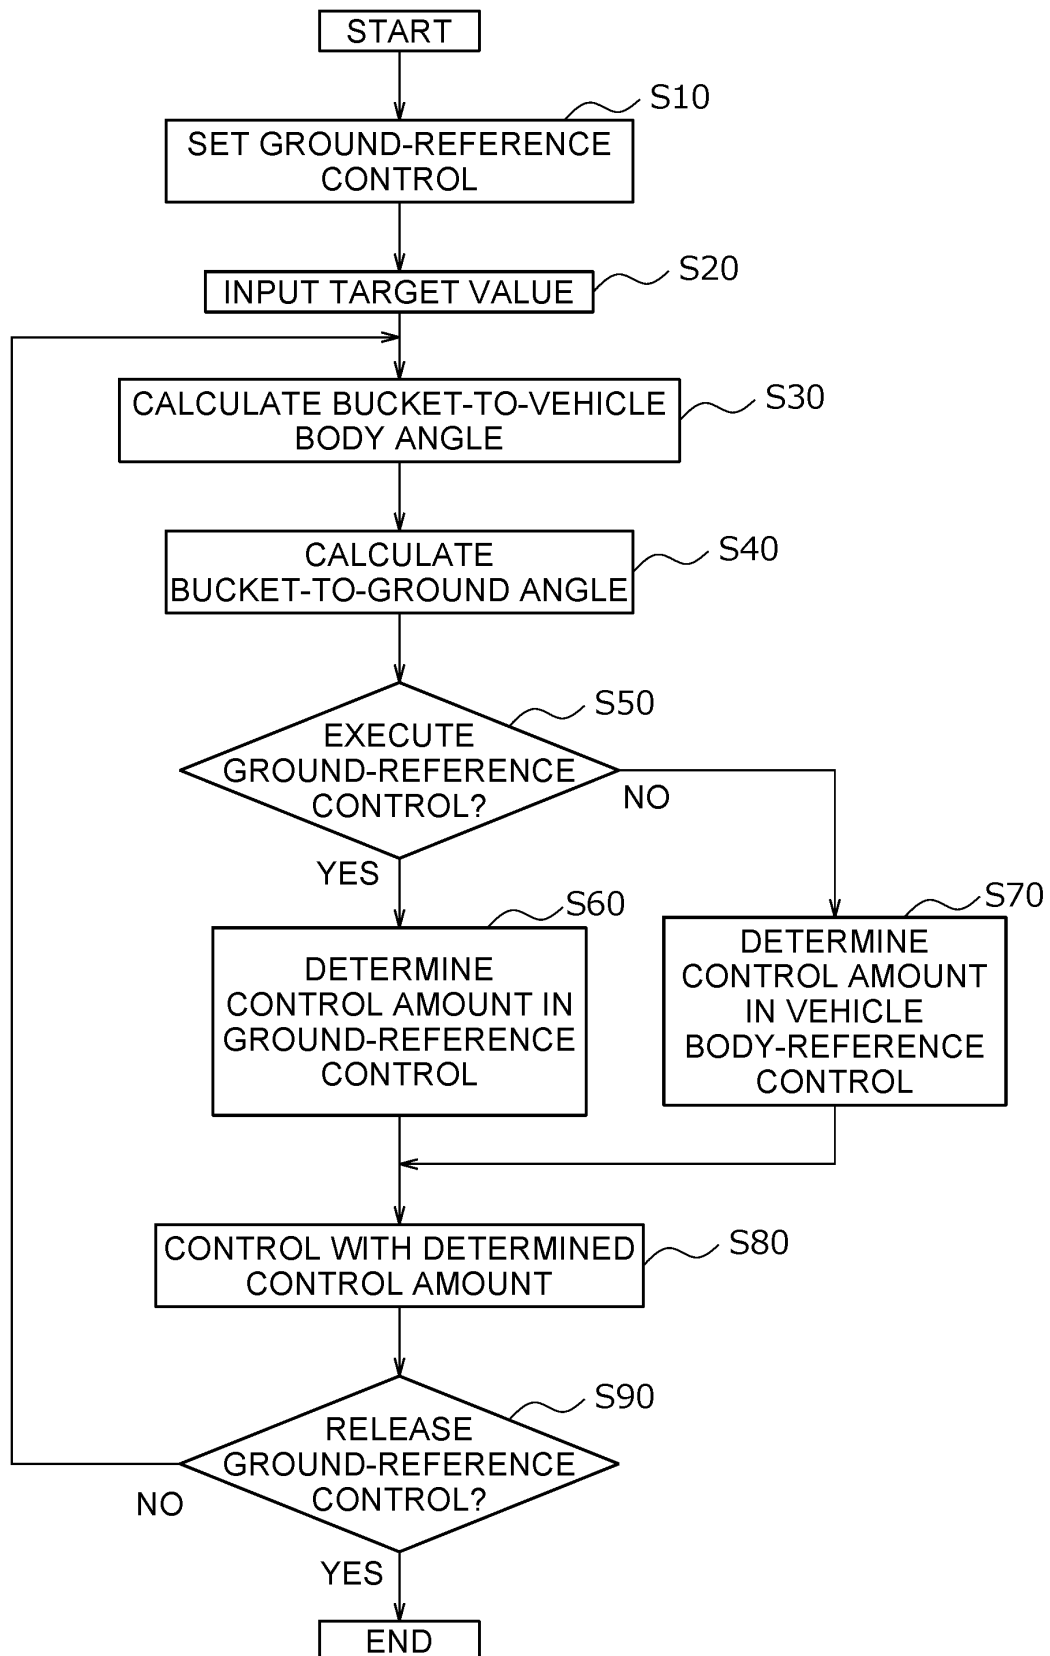 START
S10
SET GROUND-REFERENCE
CONTROL
S20
INPUT TARGET VALUE
S30
CALCULATE BUCKET-TO-VEHICLE
BODY ANGLE
S40
CALCULATE
BUCKET-TO-GROUND ANGLE
S50
EXECUTE
GROUND-REFERENCE
CONTROL?
NO
YES
S60
DETERMINE
CONTROL AMOUNT IN
GROUND-REFERENCE
CONTROL
S70
DETERMINE
CONTROL AMOUNT
IN VEHICLE
BODY-REFERENCE
CONTROL
S80
CONTROL WITH DETERMINED
CONTROL AMOUNT
S90
RELEASE
GROUND-REFERENCE
CONTROL?
NO
YES
END